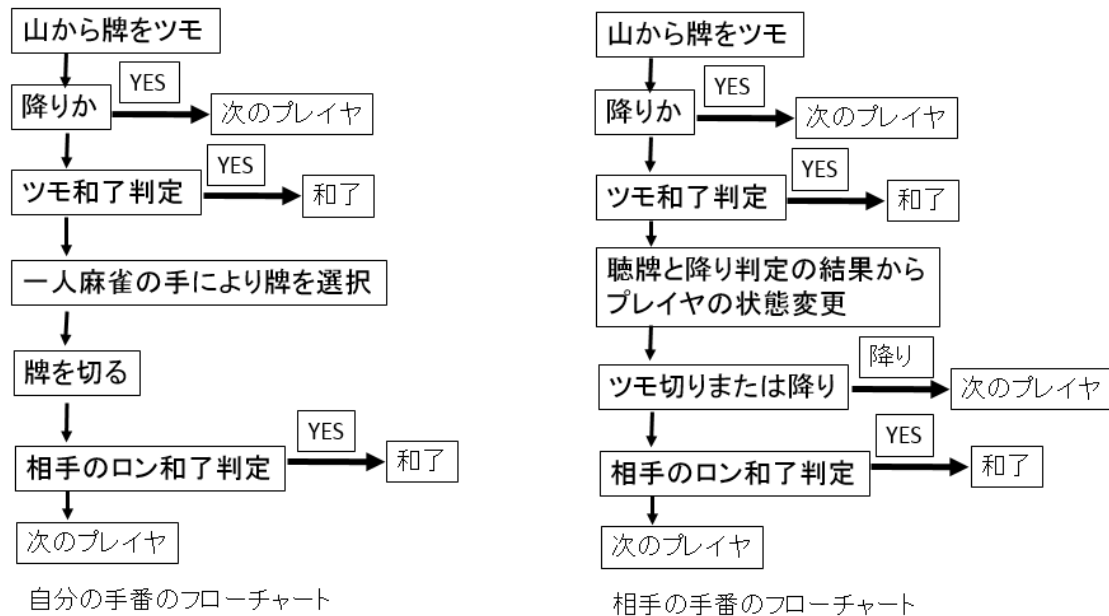 山から牌をツモ
YES
降りか
次のプレイヤ
YES
ツモ和了判定
和了
一人麻雀の手により牌を選択
牌を切る
YES
相手のロン和了判定
和了
次のプレイヤ
自分の手番のフローチャート
山から牌をツモ
YES
降りか
次のプレイヤ
YES
ツモ和了判定
和了
聴牌と降り判定の結果から
プレイヤの状態変更
降り
ツモ切りまたは降り
次のプレイヤ
YES
相手のロン和了判定
和了
次のプレイヤ
相手の手番のフローチャート